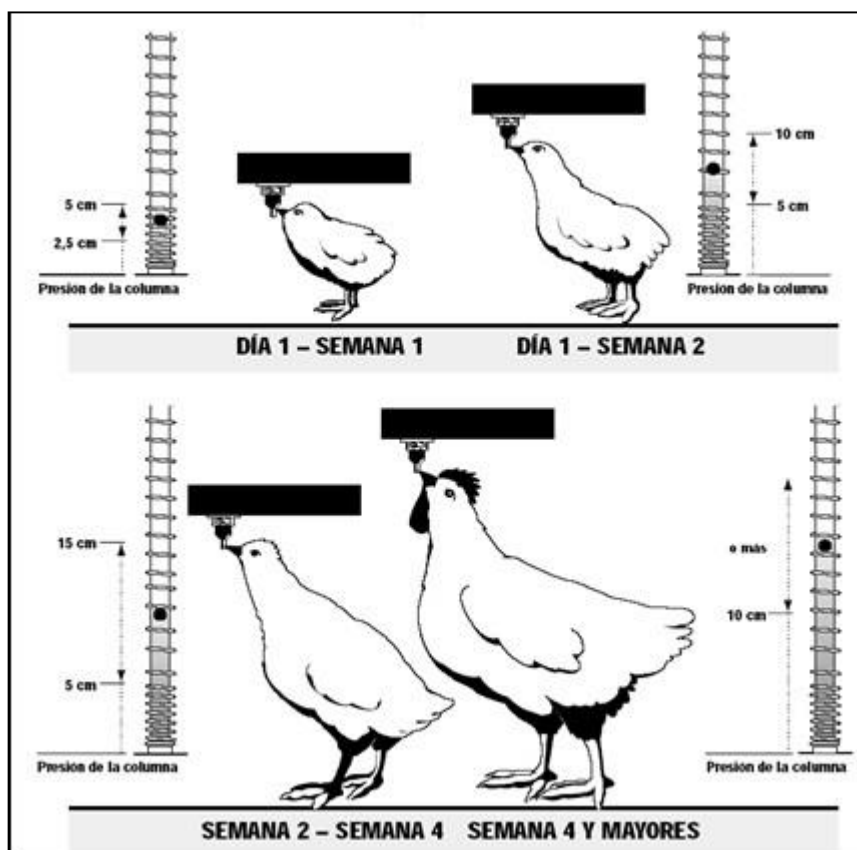 5 cm
2,5 cm
Presion de la columna
10 cm
5 cm
Presion de la columna
DÍA 1 – SEMANA 1
DÍA 1 – SEMANA 2
15 cm
5 cm
Presion de la columna
o más
10 cm
Presion de la columna
SEMANA 2 – SEMANA 4
SEMANA 4 Y MAYORES